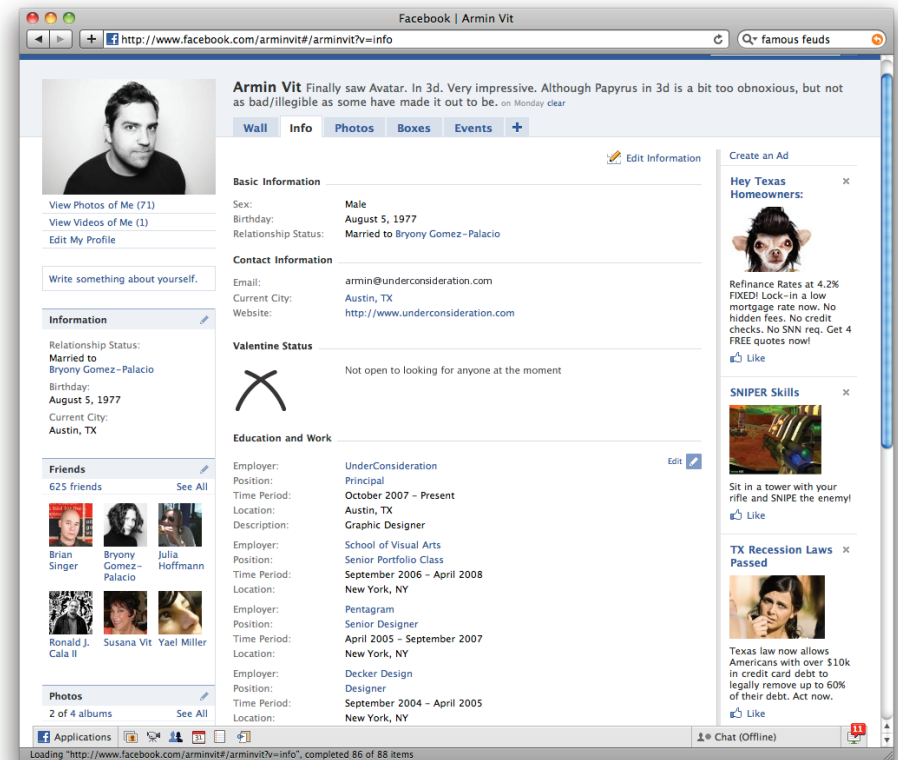 Facebook | Armin Vit
http://www.facebook.com/arminvit#/arminvit?v=info
famous feuds
Armin Vit Finally saw Avatar. In 3d. Very impressive. Although Papyrus in 3d is a bit too obnoxious, but not
as bad/illegible as some have made it out to be. on Monday clear
Wall Info Photos Boxes Events +
View Photos of Me (71)
View Videos of Me (1)
Edit My Profile
Write something about yourself.
Information
Relationship Status:
Married to
Bryony Gomez-Palacio
Birthday:
August 5, 1977
Current City:
Austin, TX
Friends
625 friends See All
Brian
Singer
Bryony
Gomez-
Palacio
Julia
Hoffmann
Ronald J.
Cala II
Susana Vit
Yael Miller
Photos
2 of 4 albums See All
Edit Information
Basic Information
Sex: Male
Birthday: August 5, 1977
Relationship Status: Married to Bryony Gomez-Palacio
Contact Information
Email: armin@underconsideration.com
Current City: Austin, TX
Website: http://www.underconsideration.com
Valentine Status
Not open to looking for anyone at the moment
Education and Work
Edit
Employer: UnderConsideration
Position: Principal
Time Period: October 2007 - Present
Location: Austin, TX
Description: Graphic Designer
Employer: School of Visual Arts
Position: Senior Portfolio Class
Time Period: September 2006 - April 2008
Location: New York, NY
Employer: Pentagram
Position: Senior Designer
Time Period: April 2005 - September 2007
Location: New York, NY
Employer: Decker Design
Position: Designer
Time Period: September 2004 - April 2005
Location: New York, NY
Create an Ad
Hey Texas
Homeowners:
Refinance Rates at 4.2%
FIXED! Lock-in a low
mortgage rate now. No
hidden fees. No credit
checks. No SNN req. Get 4
FREE quotes now!
Like
SNIPER Skills
Sit in a tower with your
rifle and SNIPE the enemy!
Like
TX Recession Laws
Passed
Texas law now allows
Americans with over $10k
in credit card debt to
legally remove up to 60%
of their debt. Act now.
Like
Applications
31
Chat (Offline)
11
Loading "http://www.facebook.com/arminvit#/arminvit?v=info", completed 86 of 88 items